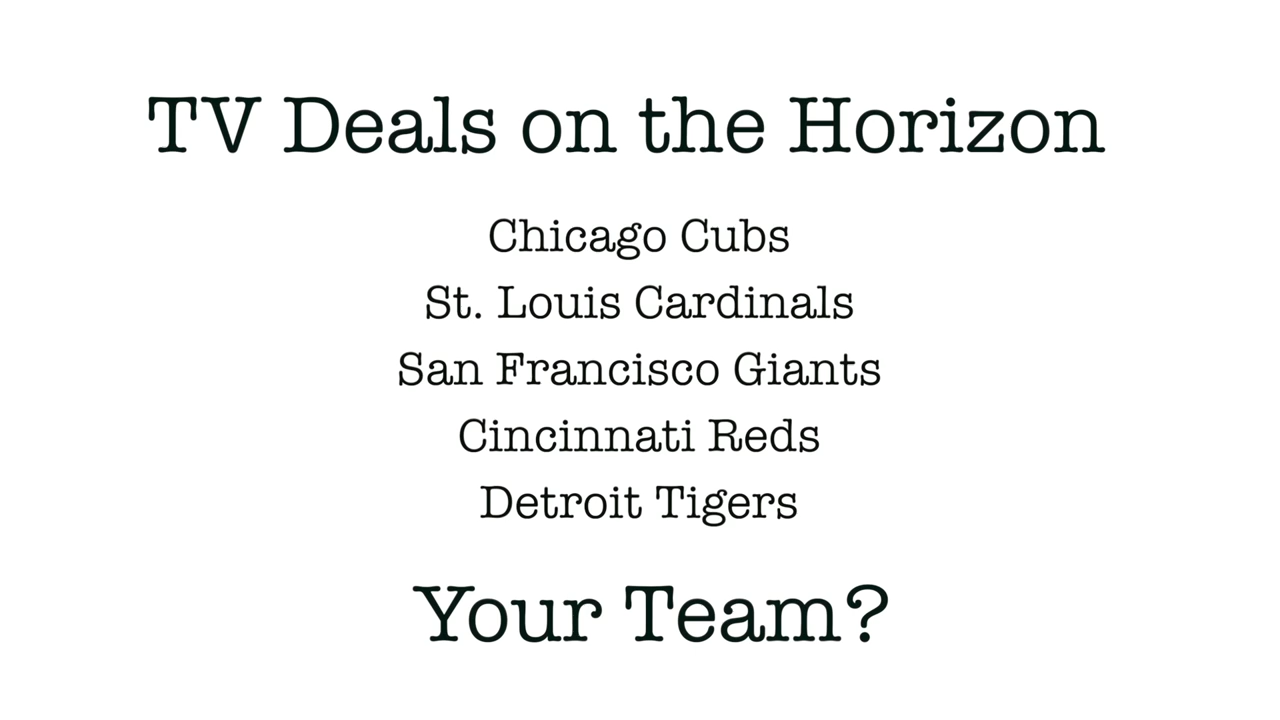 TV Deals on the Horizon
Chicago Cubs
St. Louis Cardinals
San Francisco Giants
Cincinnati Reds
Detroit Tigers
Your Team?